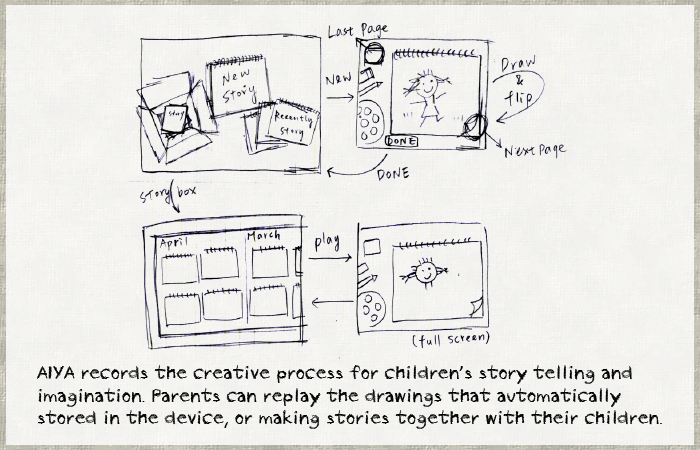 Last Page
New
Story
story
Recently
story
New
Draw
&
flip
DONE
Next Page
DONE
story box
April
March
play
(full screen)
AIYA records the creative process for children's story telling and
imagination. Parents can replay the drawings that automatically
stored in the device, or making stories together with their children.